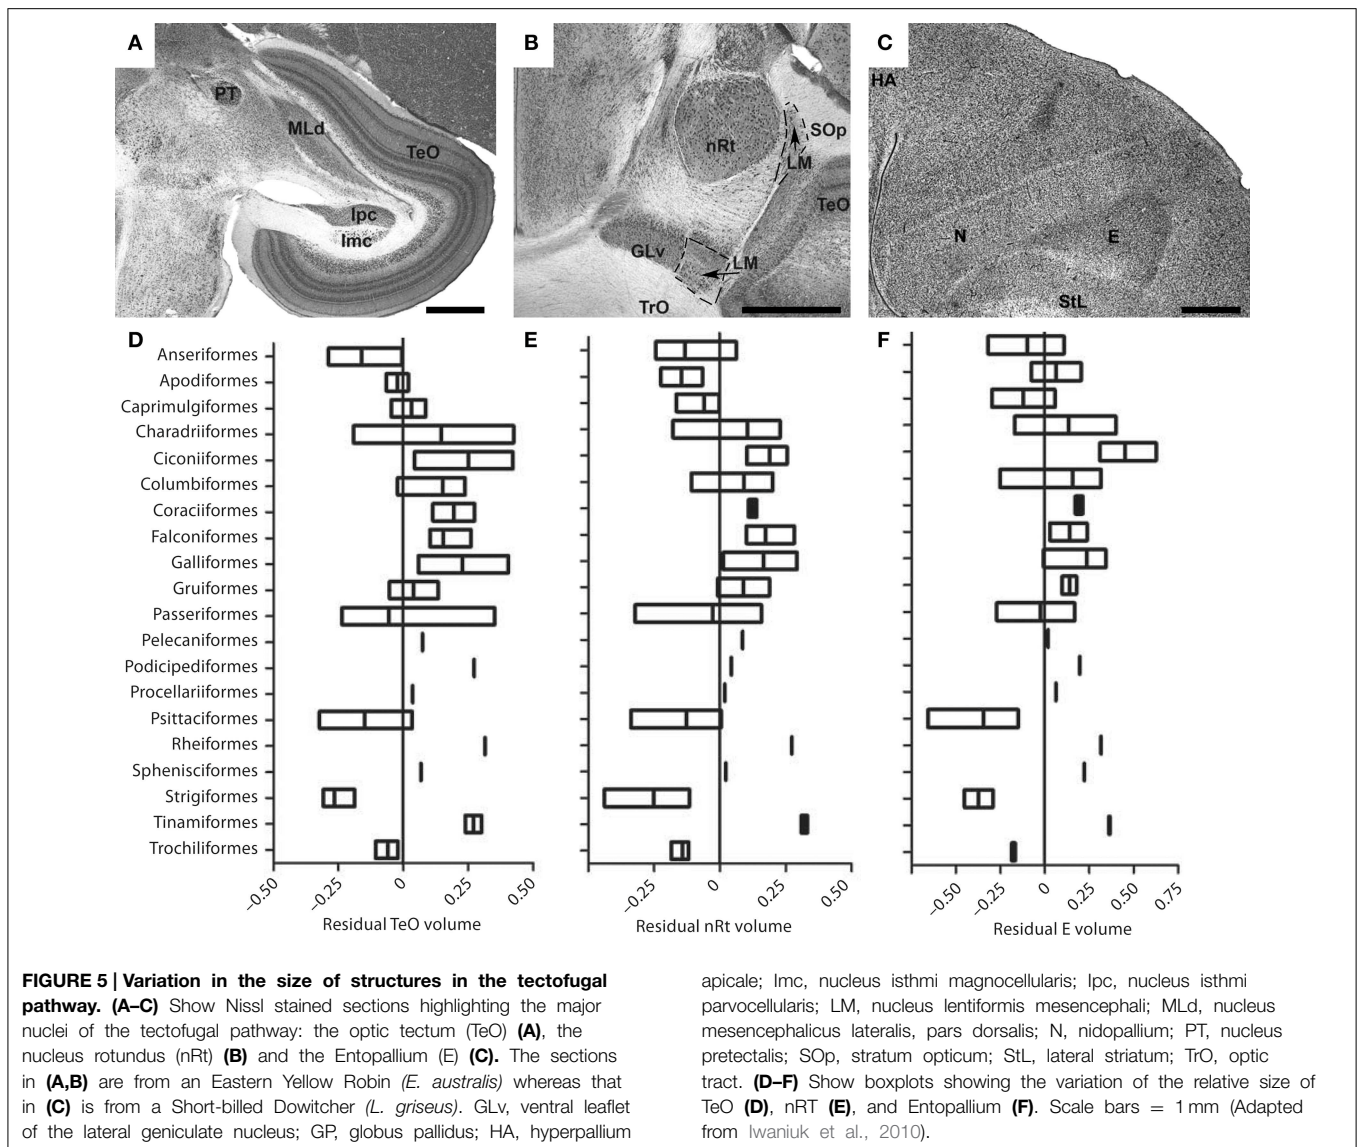 A
B
C
PT
MLd
TeO
Ipc
Imc
nRt
SOp
LM
TeO
GLv
LM
TrO
HA
N
E
StL
D
E
F
Anseriformes
Apodiformes
Caprimulgiformes
Charadriiformes
Ciconiiformes
Columbiformes
Coraciiformes
Falconiformes
Galliformes
Gruiformes
Passeriformes
Pelecaniformes
Podicipediformes
Procellariiformes
Psittaciformes
Rheiformes
Sphenisciformes
Strigiformes
Tinamiformes
Trochiliformes
–0.50 –0.25 0 0.25 0.50
Residual TeO volume
–0.25 0 0.25 0.50
Residual nRt volume
–0.50 –0.25 0 0.25 0.50 0.75
Residual E volume
FIGURE 5 | Variation in the size of structures in the tectofugal
pathway. (A–C) Show Nissl stained sections highlighting the major
nuclei of the tectofugal pathway: the optic tectum (TeO) (A), the
nucleus rotundus (nRt) (B) and the Entopallium (E) (C). The sections
in (A,B) are from an Eastern Yellow Robin (E. australis) whereas that
in (C) is from a Short-billed Dowitcher (L. griseus). GLv, ventral leaflet
of the lateral geniculate nucleus; GP, globus pallidus; HA, hyperpallium
apicale; Imc, nucleus isthmi magnocellularis; Ipc, nucleus isthmi
parvocellularis; LM, nucleus lentiformis mesencephali; MLd, nucleus
mesencephalicus lateralis, pars dorsalis; N, nidopallium; PT, nucleus
pretectalis; SOp, stratum opticum; StL, lateral striatum; TrO, optic
tract. (D–F) Show boxplots showing the variation of the relative size of
TeO (D), nRT (E), and Entopallium (F). Scale bars = 1 mm (Adapted
from Iwaniuk et al., 2010).